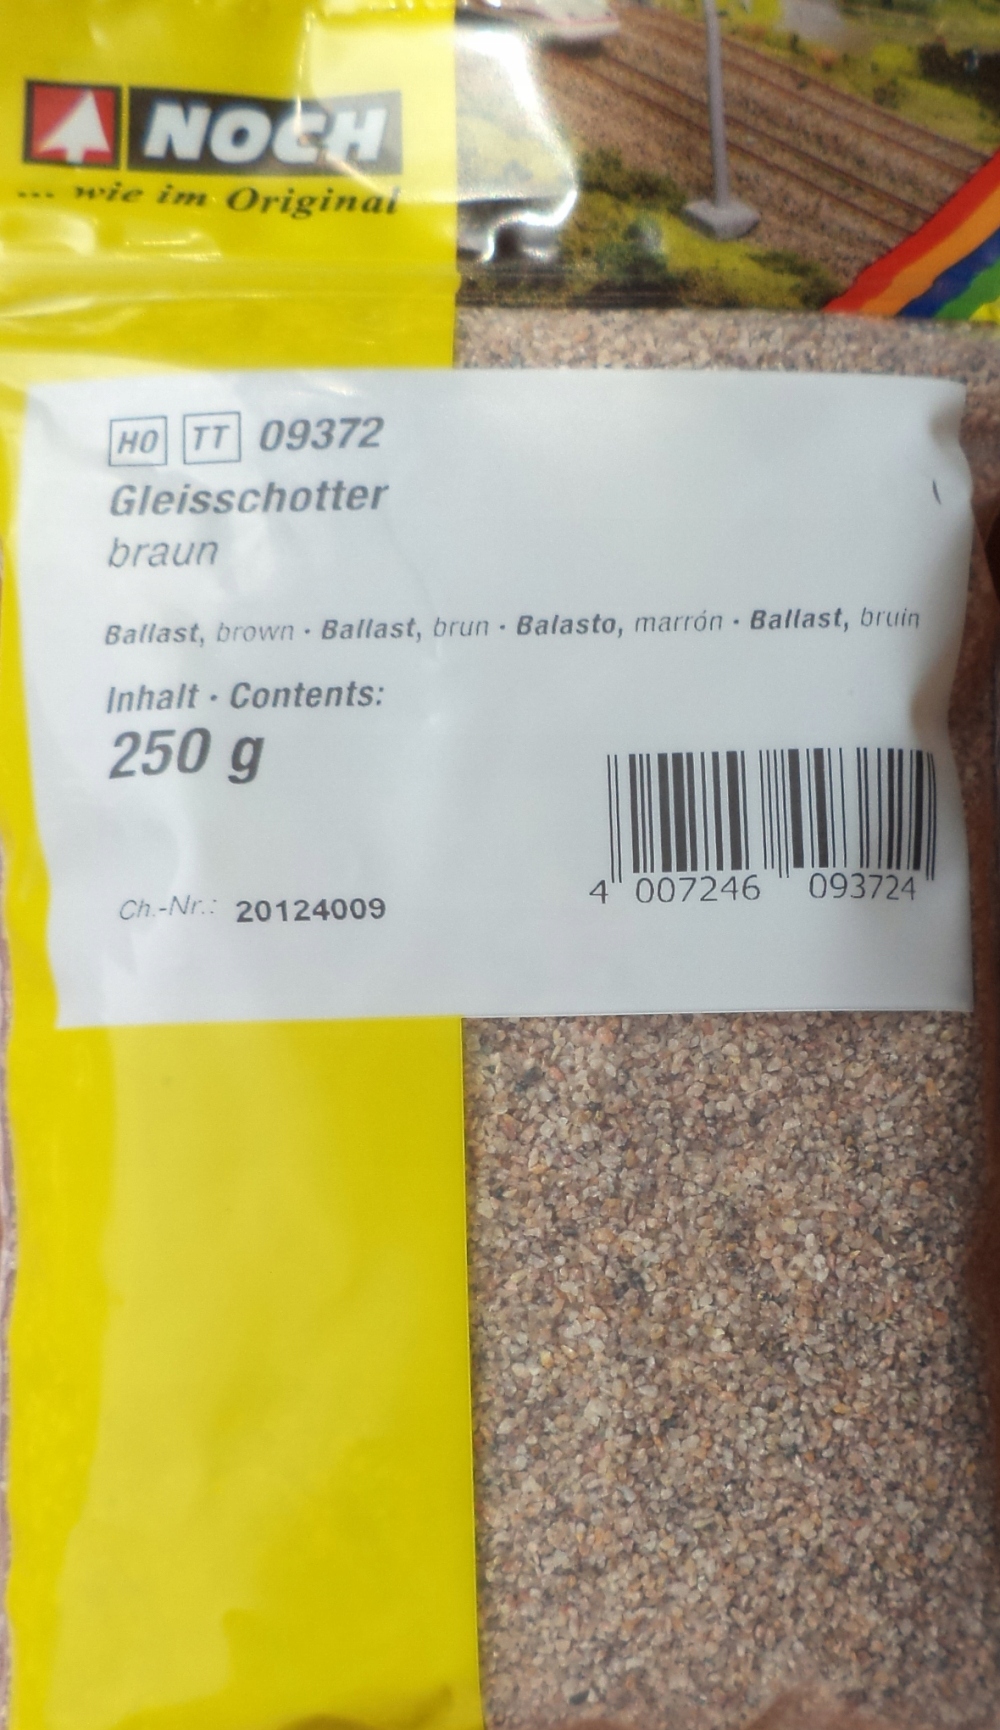 NOCH
... wie im Original
HO TT 09372
Gleisschotter
braun
Ballast, brown · Ballast, brun · Balasto, marrón · Ballast, bruin
Inhalt · Contents:
250 g
Ch.-Nr.: 20124009
4 007246 093724